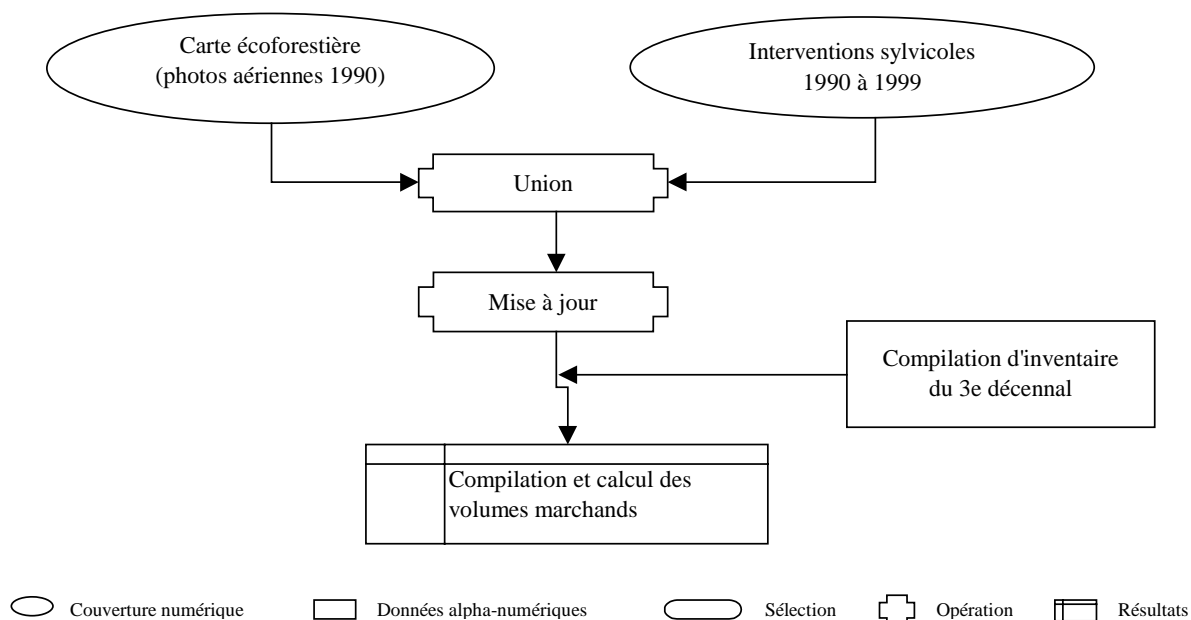 Carte écoforestière
(photos aériennes 1990)
Interventions sylvicoles
1990 à 1999
Union
Mise à jour
Compilation d'inventaire
du 3e décennal
Compilation et calcul des
volumes marchands
Couverture numérique
Données alpha-numériques
Sélection
Opération
Résultats